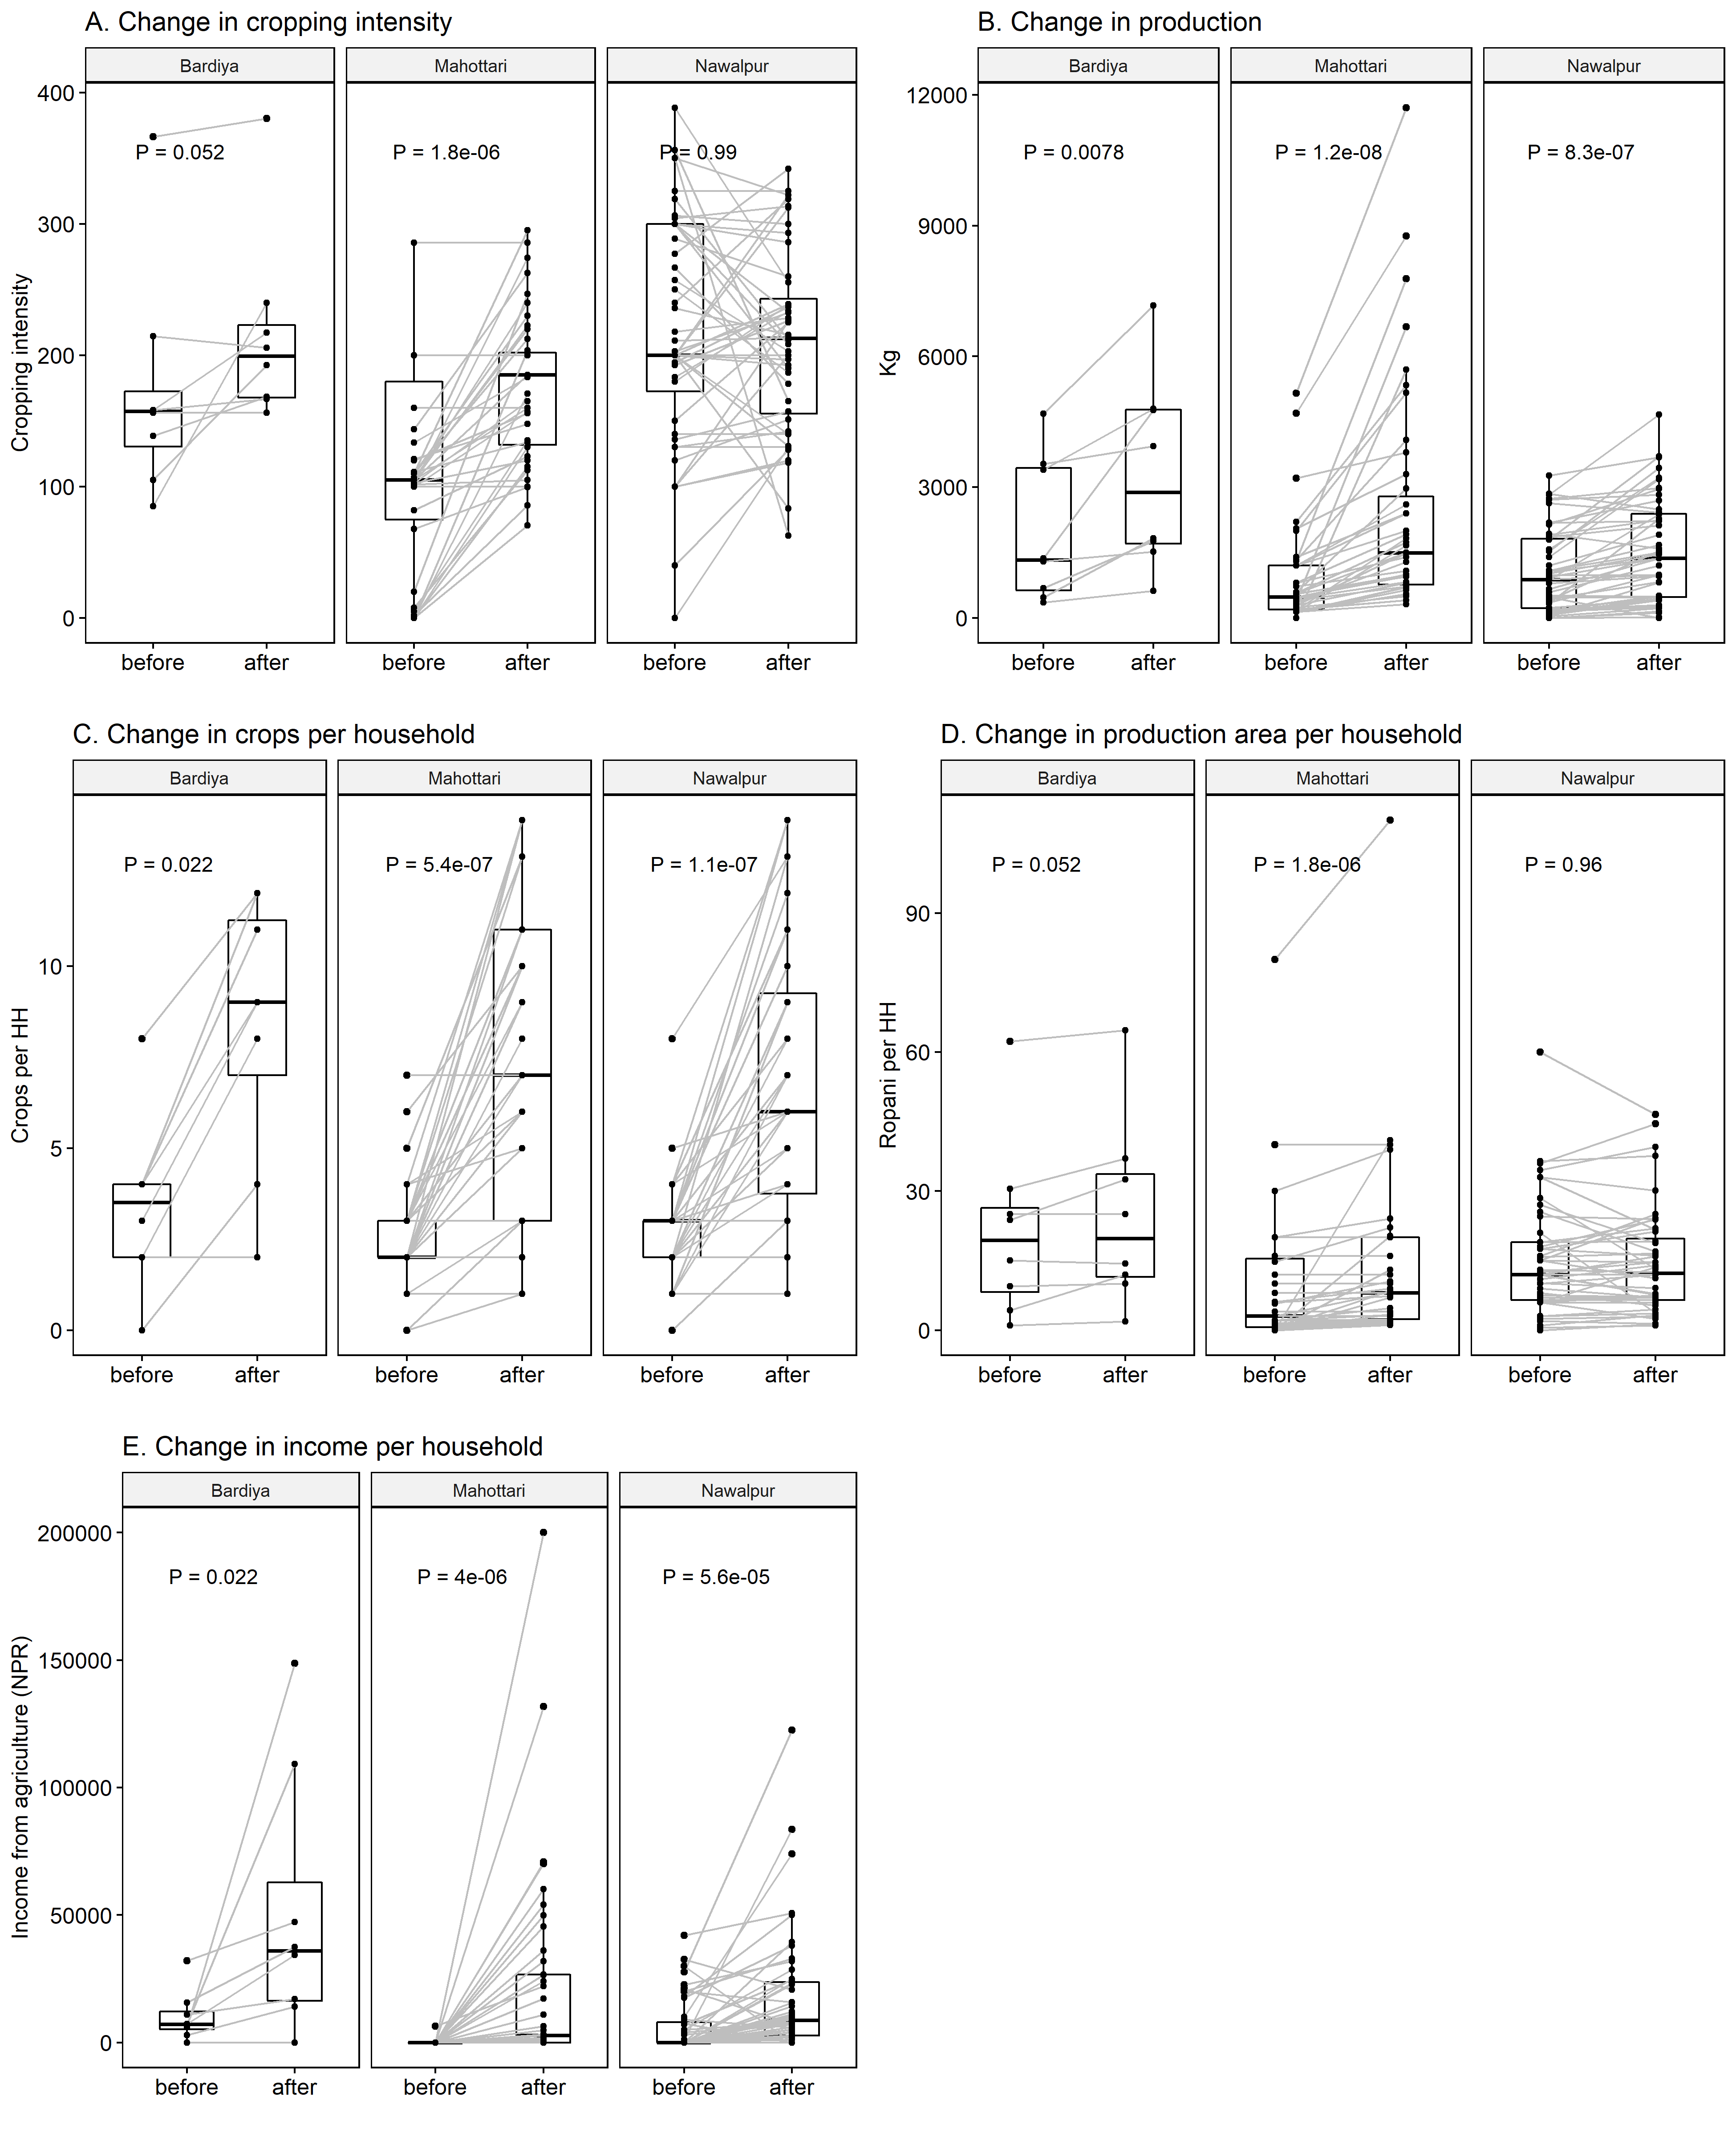 A. Change in cropping intensity
Bardiya Mahottari Nawalpur
Cropping intensity
400
300
200
100
0
P = 0.052 P = 1.8e-06 P = 0.99
before after before after before after
B. Change in production
Bardiya Mahottari Nawalpur
Kg
12000
9000
6000
3000
0
P = 0.0078 P = 1.2e-08 P = 8.3e-07
before after before after before after
C. Change in crops per household
Bardiya Mahottari Nawalpur
Crops per HH
10
5
0
P = 0.022 P = 5.4e-07 P = 1.1e-07
before after before after before after
D. Change in production area per household
Bardiya Mahottari Nawalpur
Ropani per HH
90
60
30
0
P = 0.052 P = 1.8e-06 P = 0.96
before after before after before after
E. Change in income per household
Bardiya Mahottari Nawalpur
Income from agriculture (NPR)
200000
150000
100000
50000
0
P = 0.022 P = 4e-06 P = 5.6e-05
before after before after before after